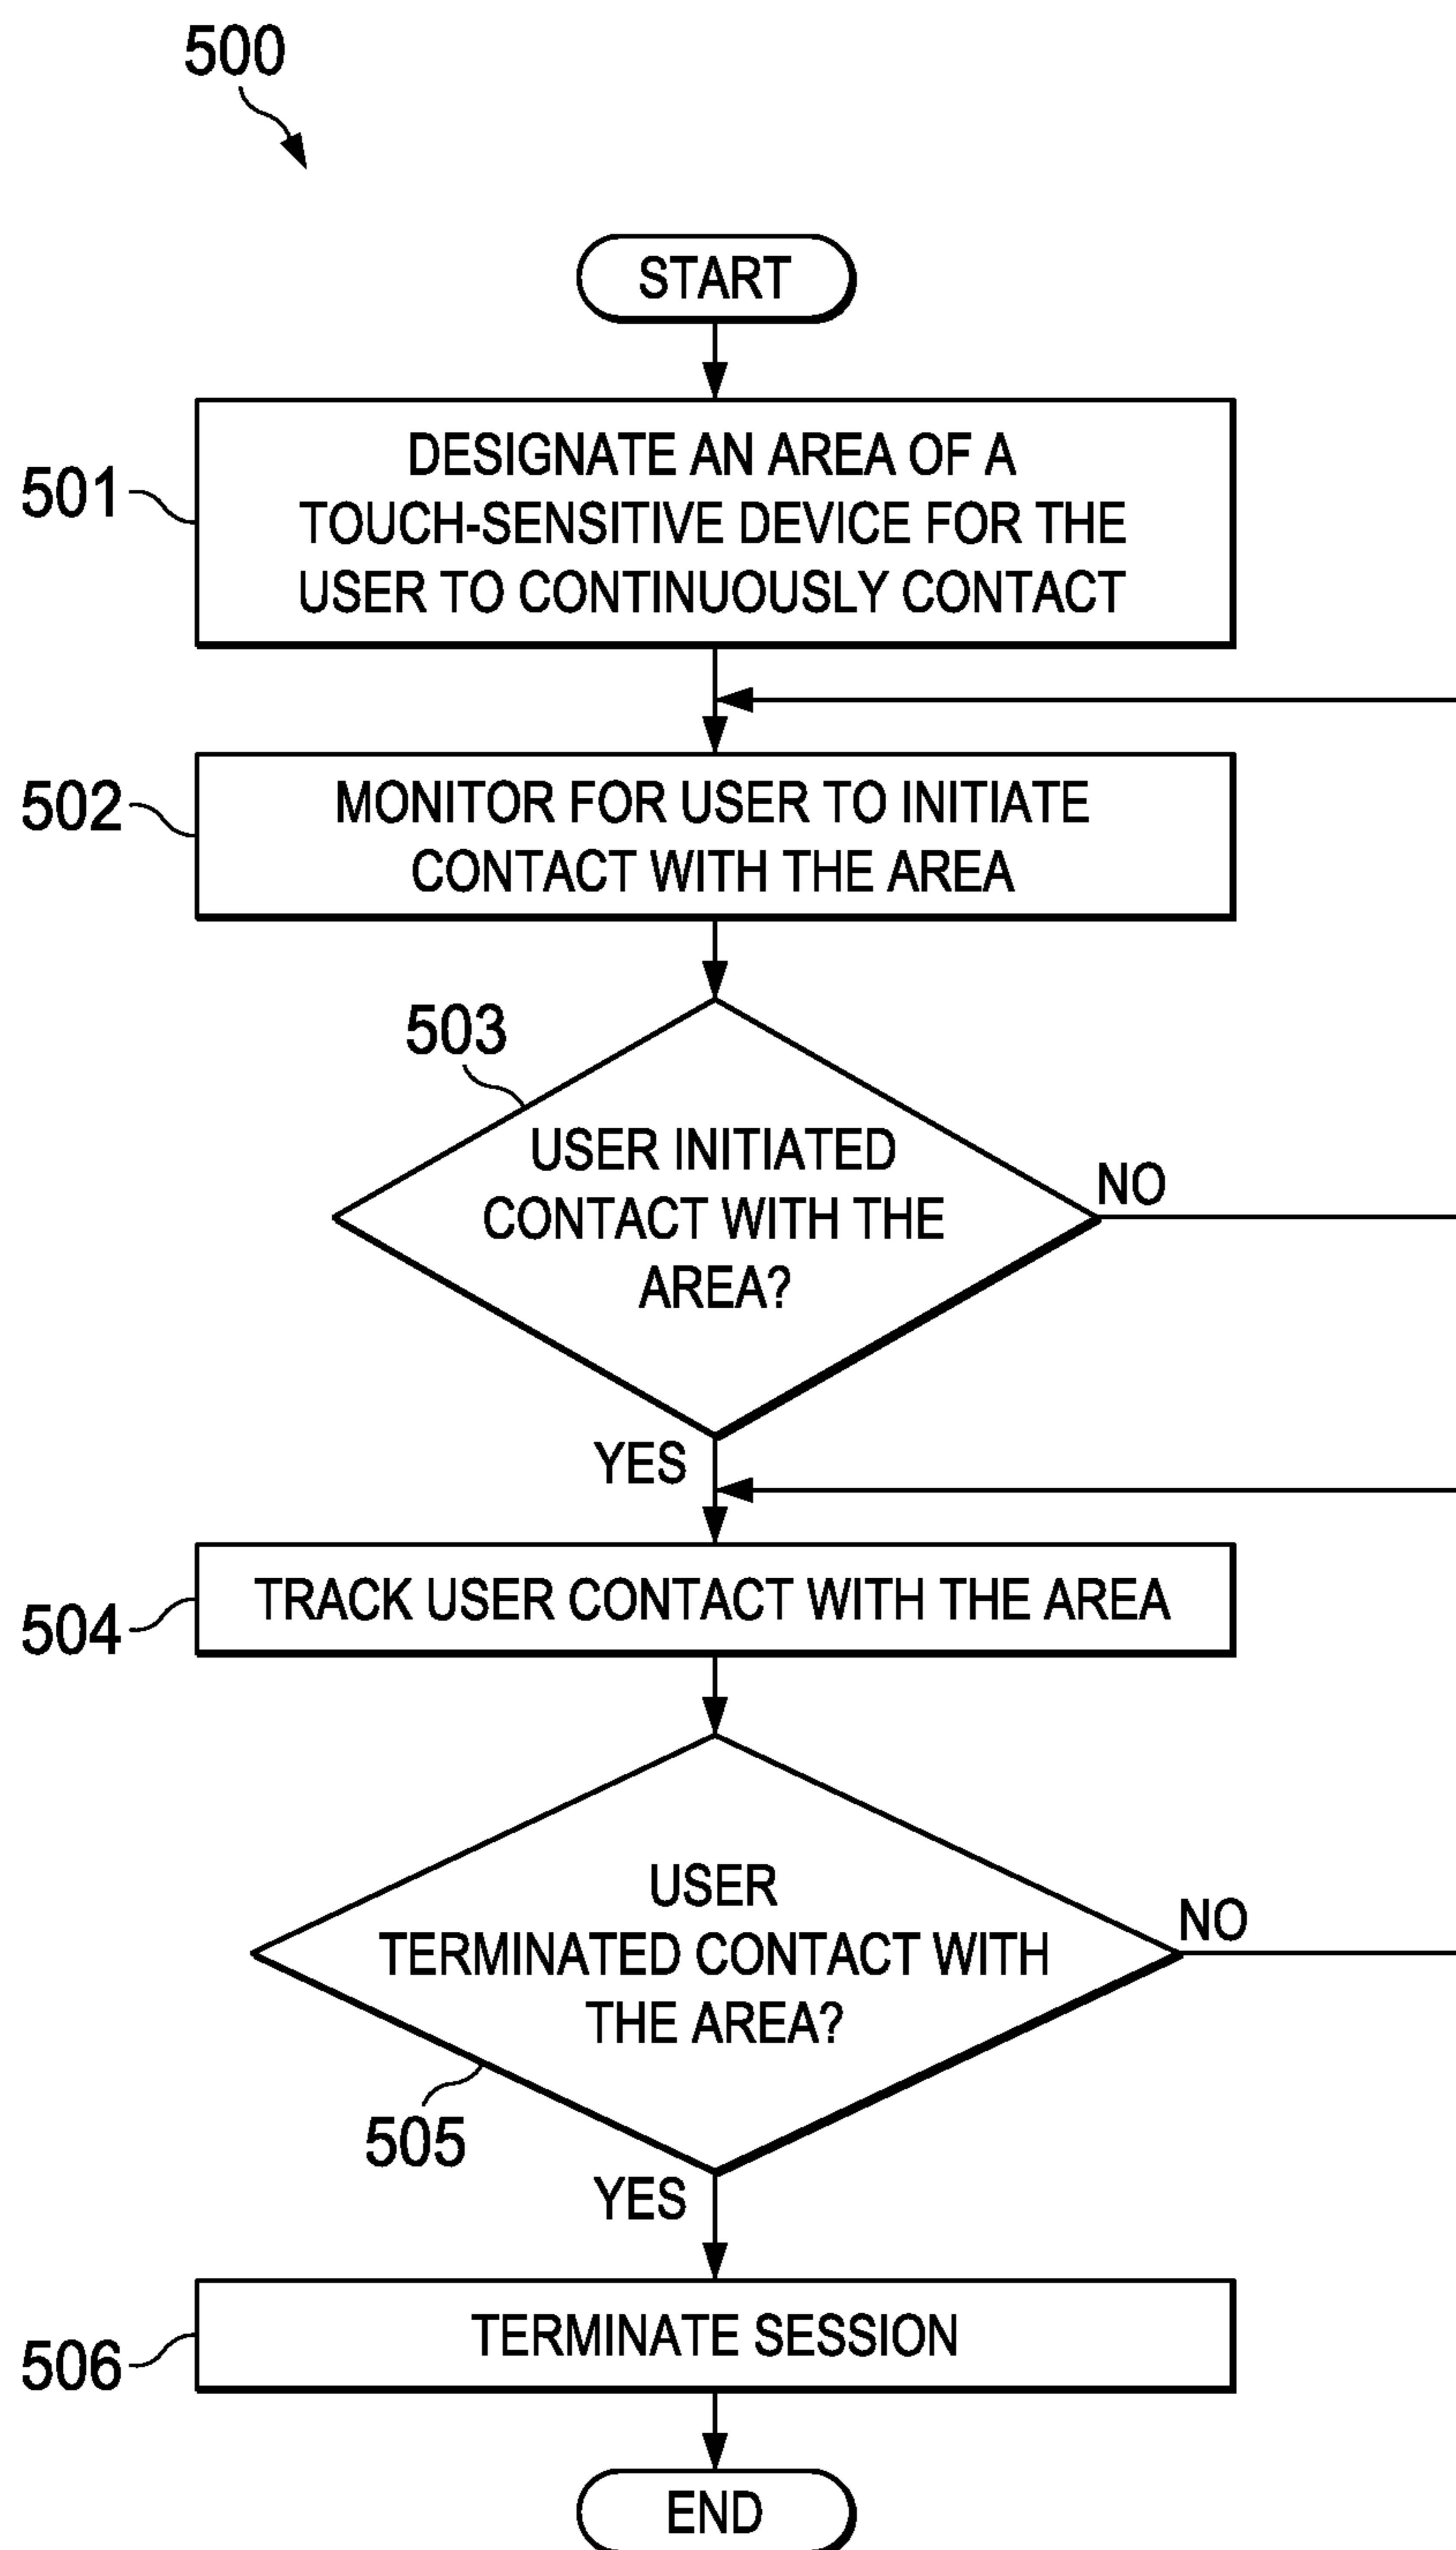 500
START
501
DESIGNATE AN AREA OF A
TOUCH-SENSITIVE DEVICE FOR THE
USER TO CONTINUOUSLY CONTACT
502
MONITOR FOR USER TO INITIATE
CONTACT WITH THE AREA
503
USER INITIATED
CONTACT WITH THE
AREA?
NO
YES
504
TRACK USER CONTACT WITH THE AREA
USER
TERMINATED CONTACT WITH
THE AREA?
NO
505
YES
506
TERMINATE SESSION
END